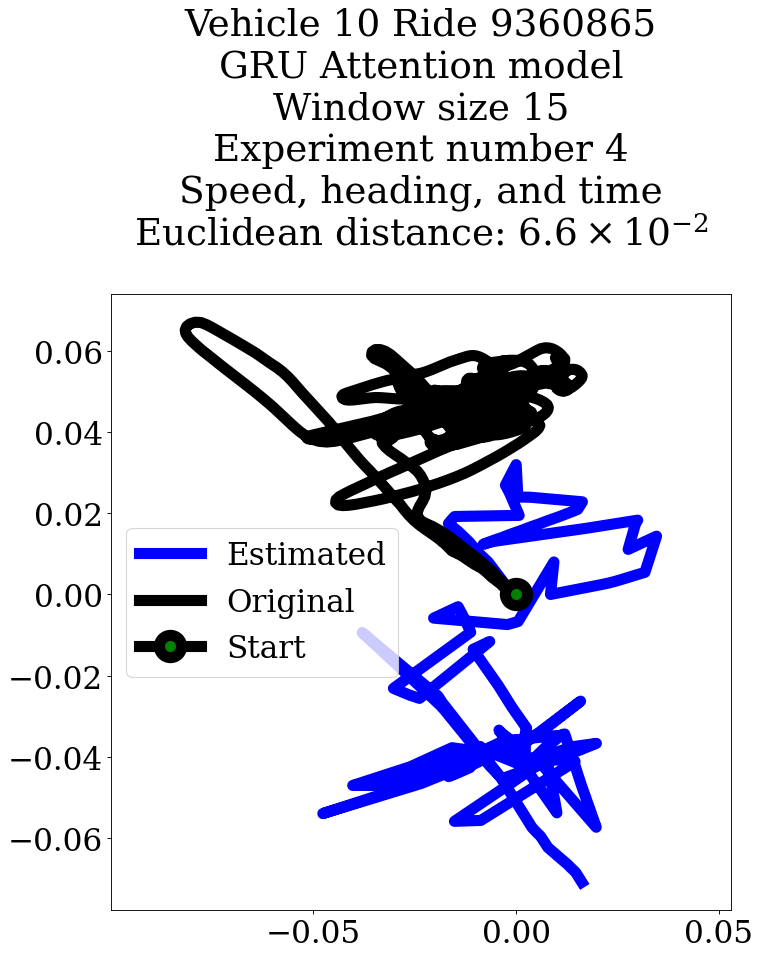 Vehicle 10 Ride 9360865
GRU Attention model
Window size 15
Experiment number 4
Speed, heading, and time
Euclidean distance: 6.6 × 10⁻²
0.06
0.04
0.02
0.00
−0.02
−0.04
−0.06
Estimated
Original
Start
−0.05
0.00
0.05